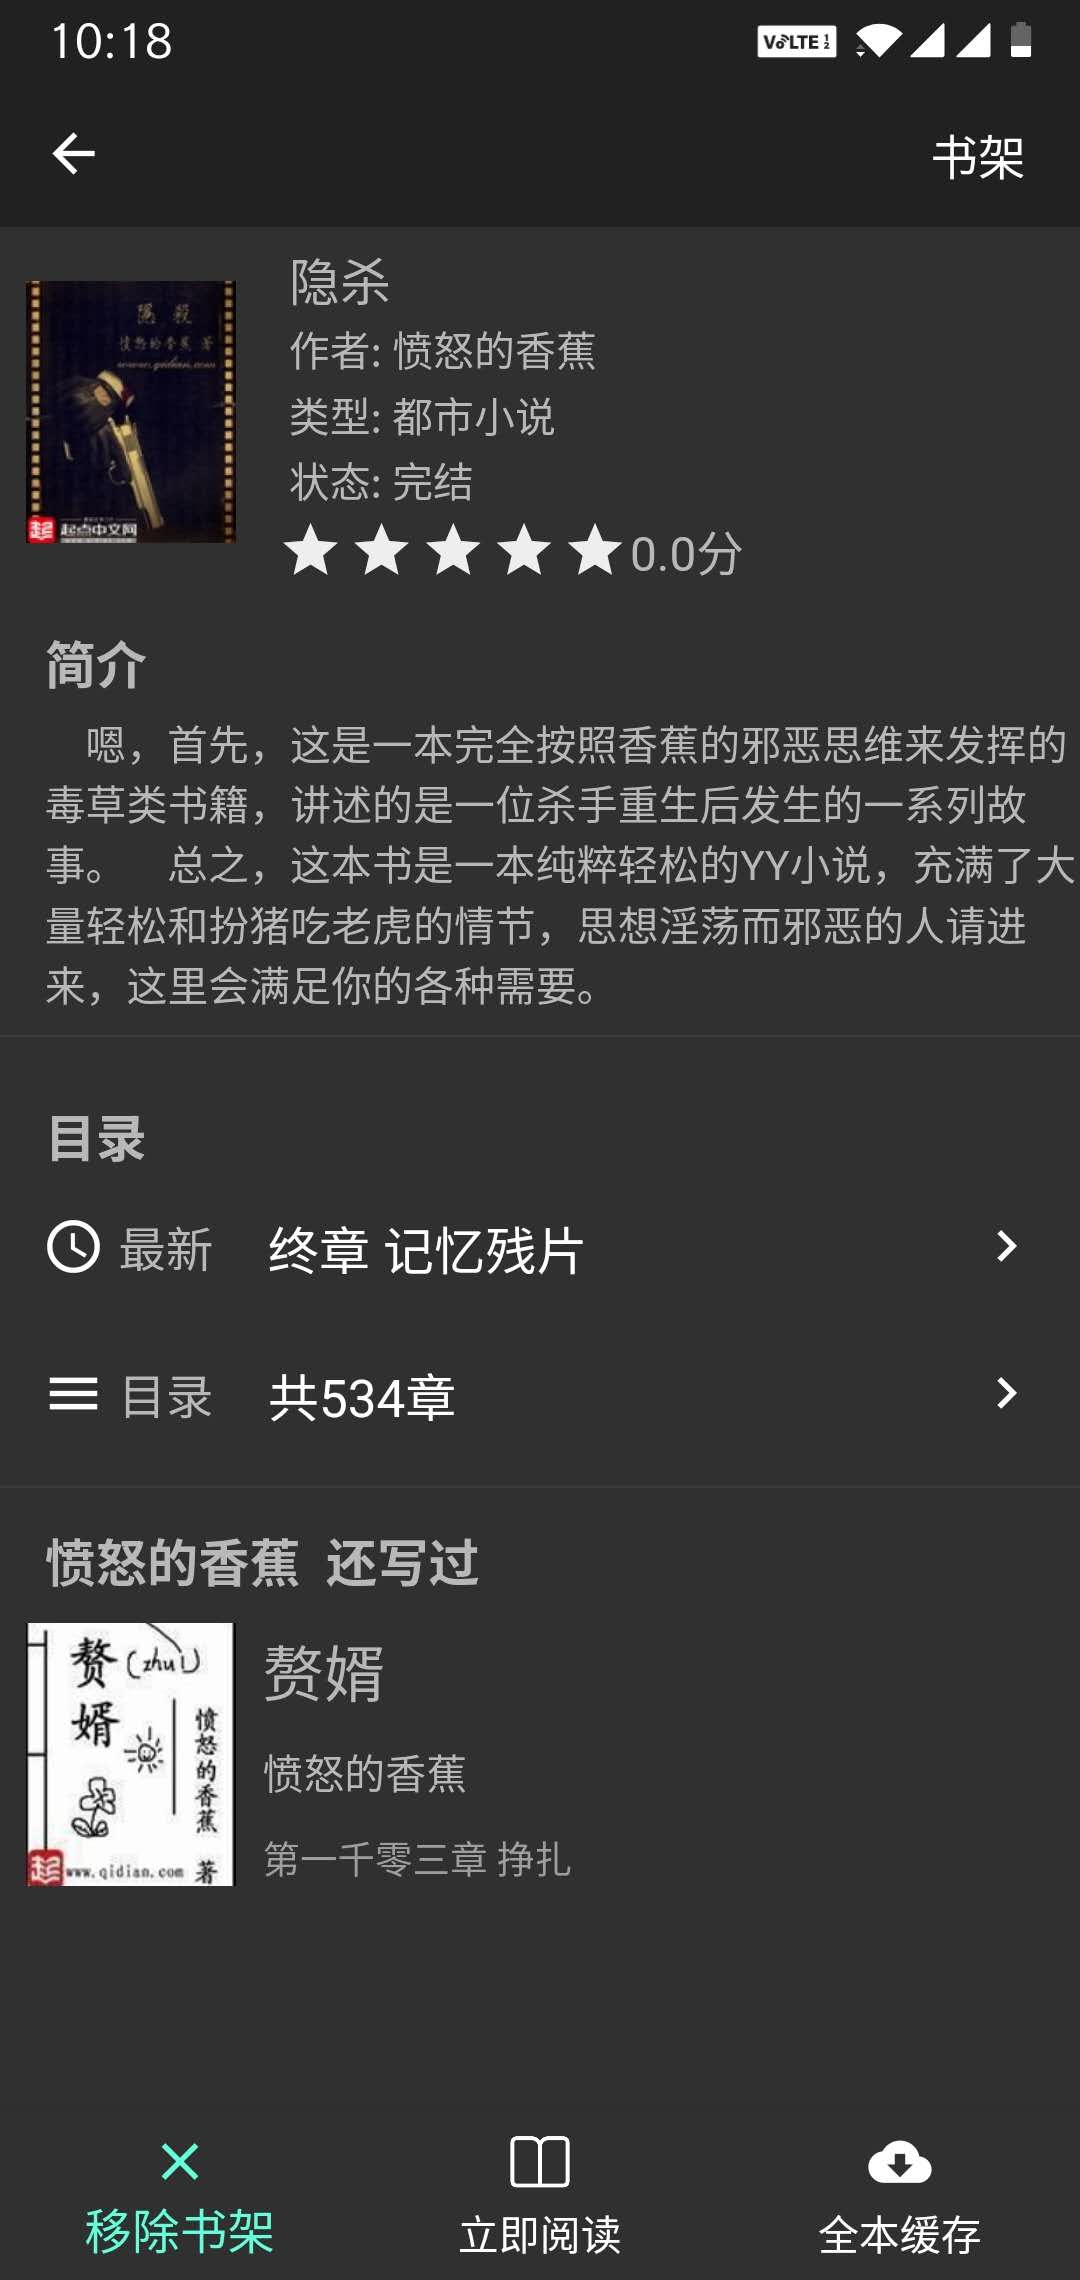 10:18
VoLTE 1 2
书架
隐殺
愤怒的香蕉 著
www.qidian.com
起点中文网
隐杀
作者: 愤怒的香蕉
类型: 都市小说
状态: 完结
0.0分
简介
嗯，首先，这是一本完全按照香蕉的邪恶思维来发挥的
毒草类书籍，讲述的是一位杀手重生后发生的一系列故
事。 总之，这本书是一本纯粹轻松的YY小说，充满了大
量轻松和扮猪吃老虎的情节，思想淫荡而邪恶的人请进
来，这里会满足你的各种需要。
目录
最新 终章 记忆残片
目录 共534章
愤怒的香蕉 还写过
赘婿
(zhui)
愤怒的香蕉 著
www.qidian.com
赘婿
愤怒的香蕉
第一千零三章 挣扎
移除书架
立即阅读
全本缓存